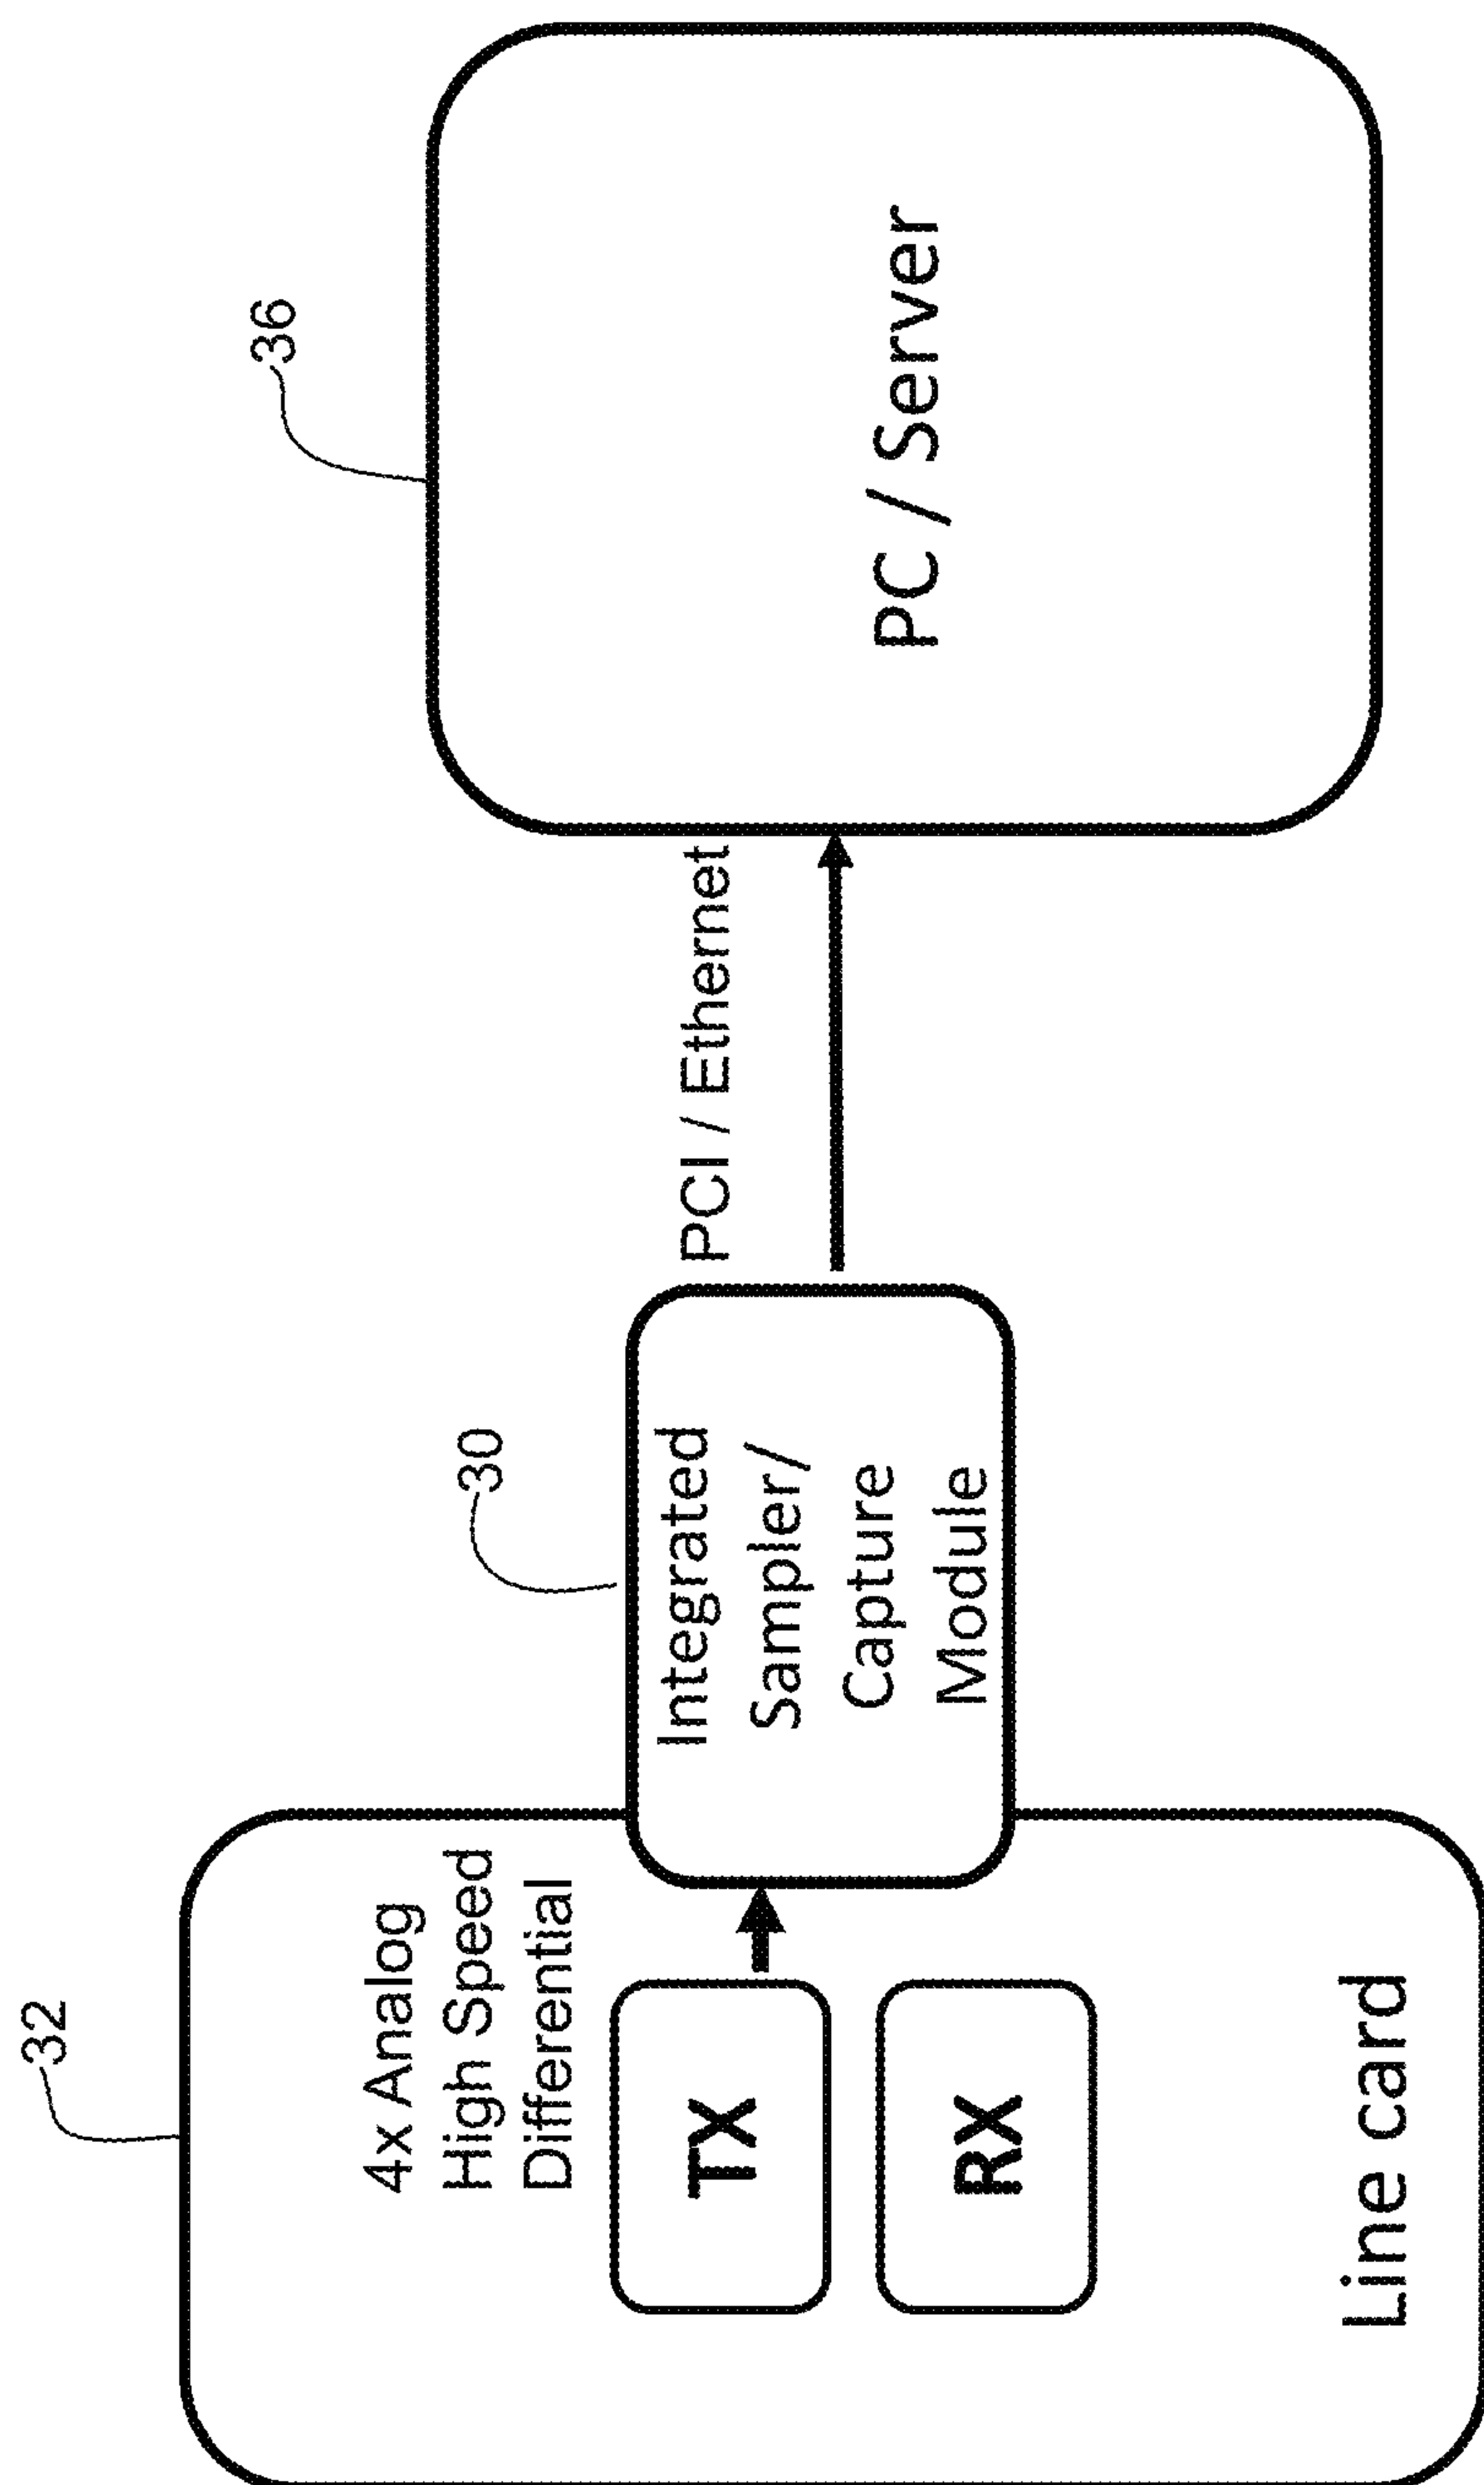 32
4x Analog
High Speed
Differential
TX
RX
Line card
30
Integrated
Sampler/
Capture
Module
PCI / Ethernet
36
PC / Server